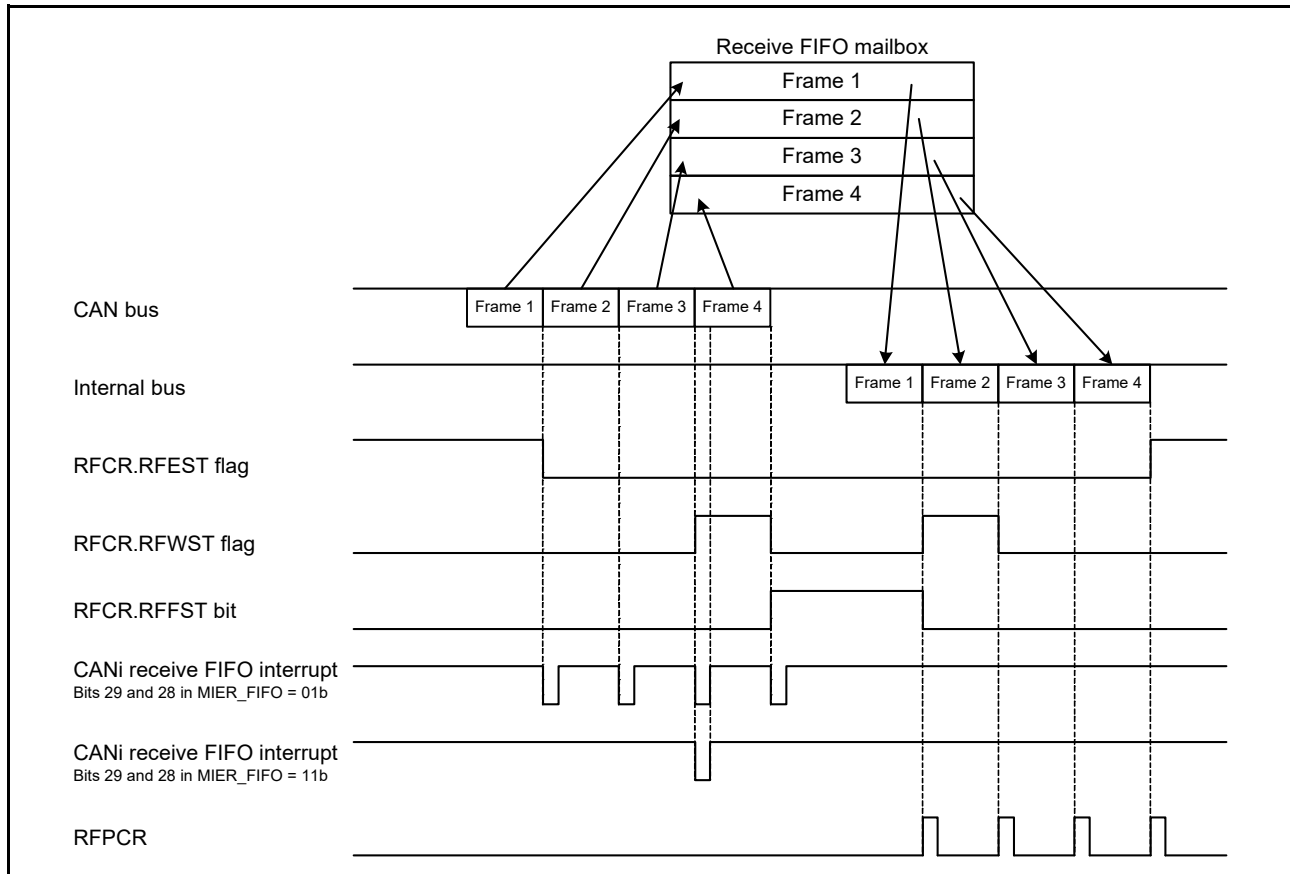 Receive FIFO mailbox
Frame 1
Frame 2
Frame 3
Frame 4
CAN bus
Frame 1 Frame 2 Frame 3 Frame 4
Internal bus
Frame 1 Frame 2 Frame 3 Frame 4
RFCR.RFEST flag
RFCR.RFWST flag
RFCR.RFFST bit
CANi receive FIFO interrupt
Bits 29 and 28 in MIER_FIFO = 01b
CANi receive FIFO interrupt
Bits 29 and 28 in MIER_FIFO = 11b
RFPCR